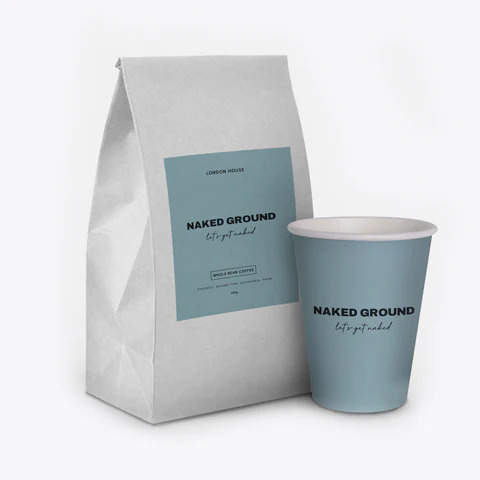 LONDON HOUSE
NAKED GROUND
let's get naked
WHOLE BEAN COFFEE
NAKED GROUND
let's get naked